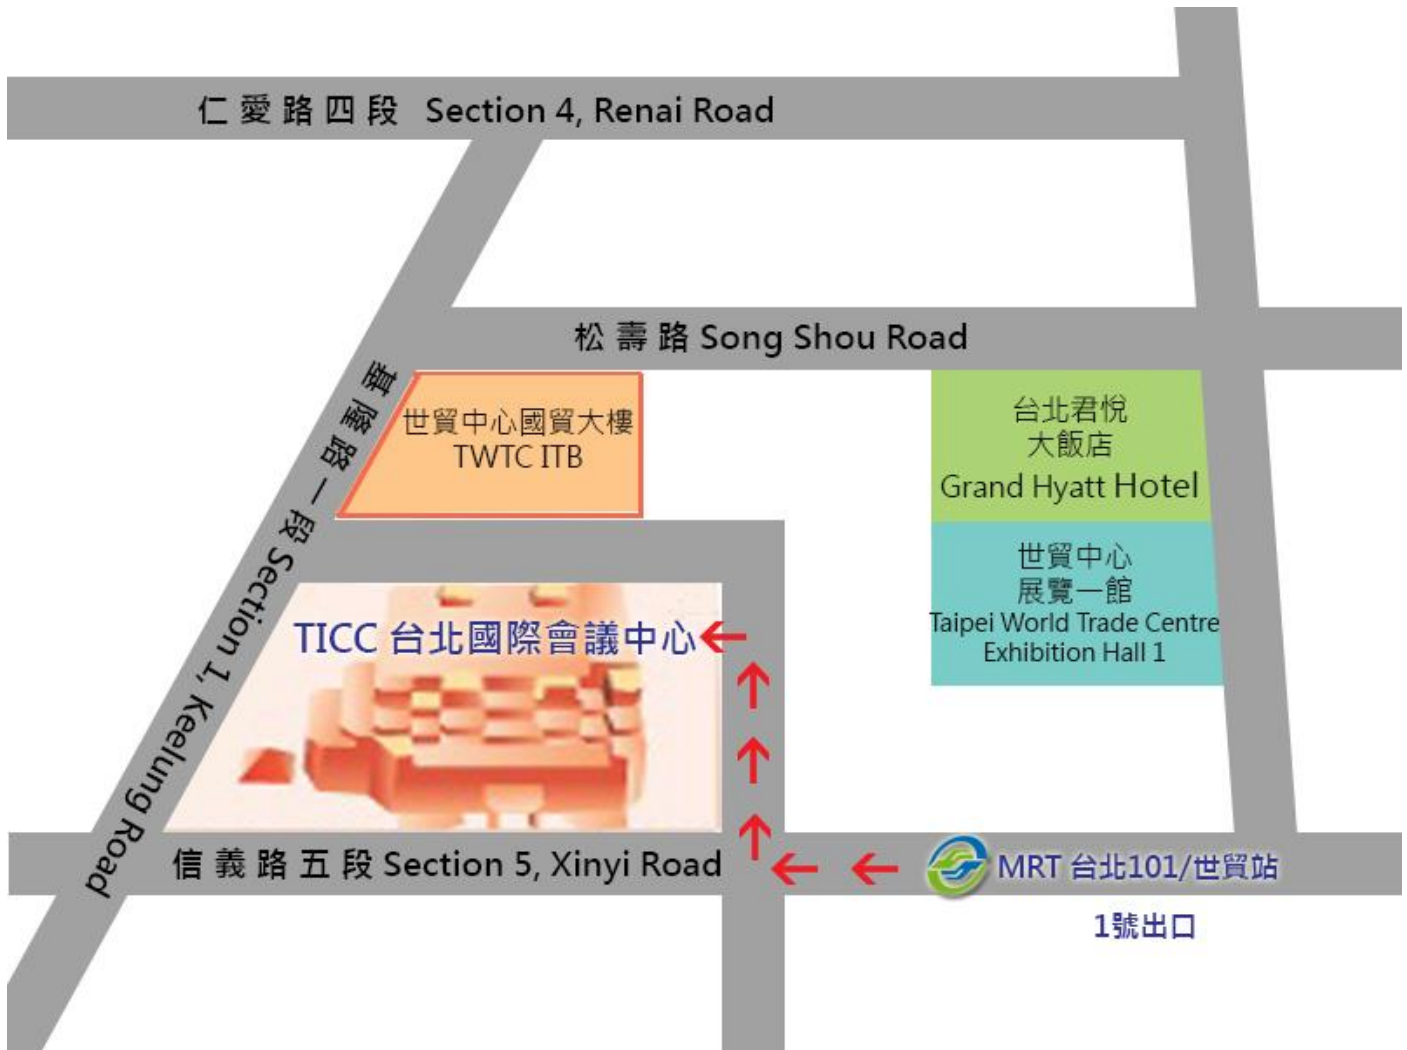 仁愛路四段 Section 4, Renai Road
松壽路 Song Shou Road
基隆路一段 Section 1, Keelung Road
世貿中心國貿大樓
TWTC ITB
台北君悅
大飯店
Grand Hyatt Hotel
世貿中心
展覽一館
Taipei World Trade Centre
Exhibition Hall 1
TICC 台北國際會議中心
信義路五段 Section 5, Xinyi Road
MRT 台北101/世貿站
1號出口